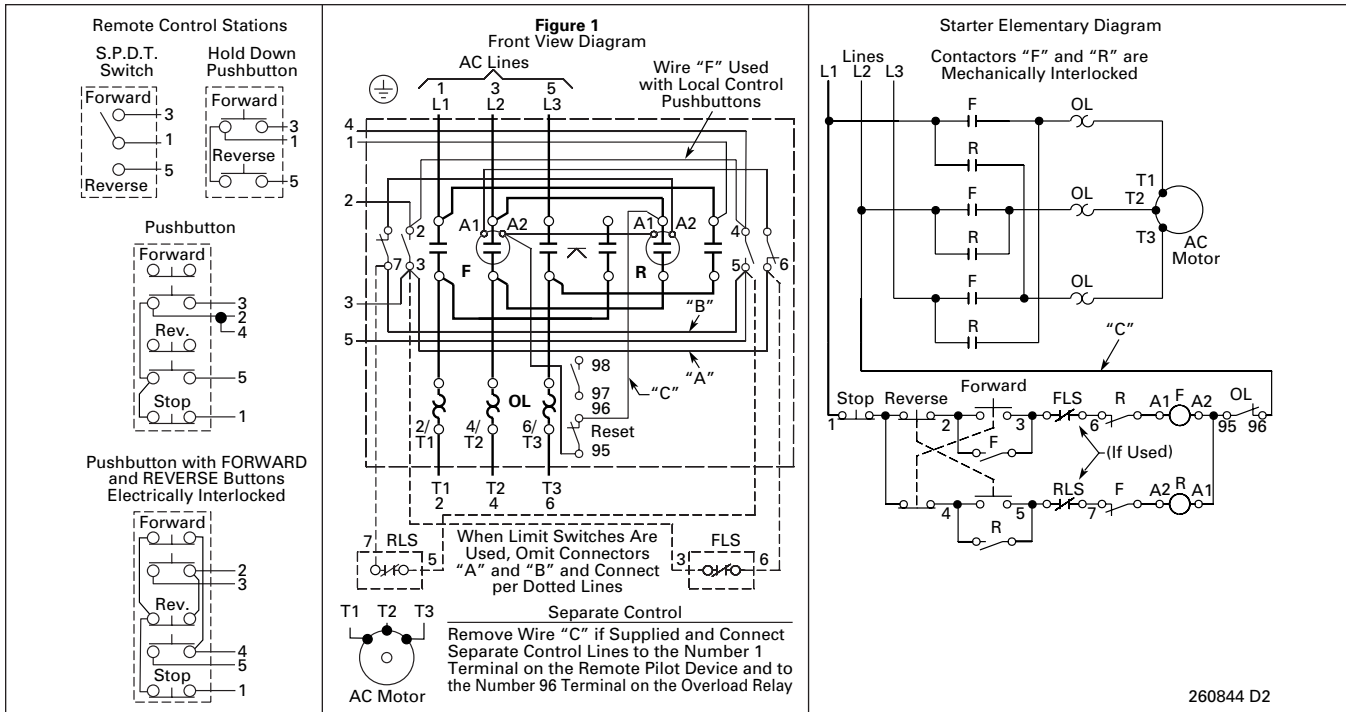 Remote Control Stations
S.P.D.T.
Switch
Forward
3
1
5
Reverse
Hold Down
Pushbutton
Forward
3
1
Reverse
5
Pushbutton
Forward
3
2
4
Rev.
5
Stop
1
Pushbutton with FORWARD
and REVERSE Buttons
Electrically Interlocked
Forward
2
3
Rev.
4
5
Stop
1
Figure 1
Front View Diagram
AC Lines
1 3 5
L1 L2 L3
Wire “F” Used
with Local Control
Pushbuttons
4
1
2
2 A1 A2 A1 A2 4
F R
7 3 5 6
3
“B”
5
“A”
“C”
98
97
96
Reset
95
OL
2/ 4/ 6/
T1 T2 T3
T1 T2 T3
2 4 6
7 RLS 5
When Limit Switches Are
Used, Omit Connectors
“A” and “B” and Connect
per Dotted Lines
3 FLS 6
T1 T2 T3
AC Motor
Separate Control
Remove Wire “C” if Supplied and Connect
Separate Control Lines to the Number 1
Terminal on the Remote Pilot Device and to
the Number 96 Terminal on the Overload Relay
Starter Elementary Diagram
Lines
L1 L2 L3
Contactors “F” and “R” are
Mechanically Interlocked
F OL
R
T1
F OL
T2
R
T3
AC
Motor
F OL
R
“C”
Stop Reverse Forward FLS R A1 F A2 OL
1 2 3 6 95 96
F
(If Used)
RLS F A2 R A1
4 5 7
R
260844 D2